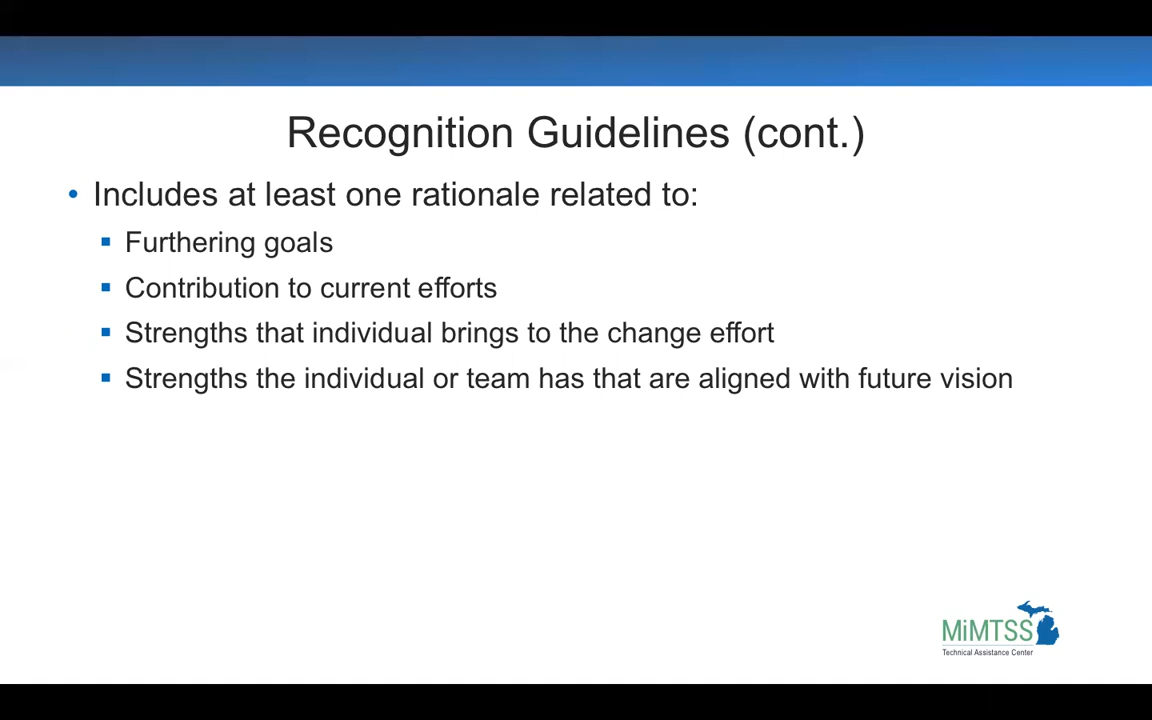 Recognition Guidelines (cont.)
• Includes at least one rationale related to:
▪ Furthering goals
▪ Contribution to current efforts
▪ Strengths that individual brings to the change effort
▪ Strengths the individual or team has that are aligned with future vision
MiMTSS
Technical Assistance Center